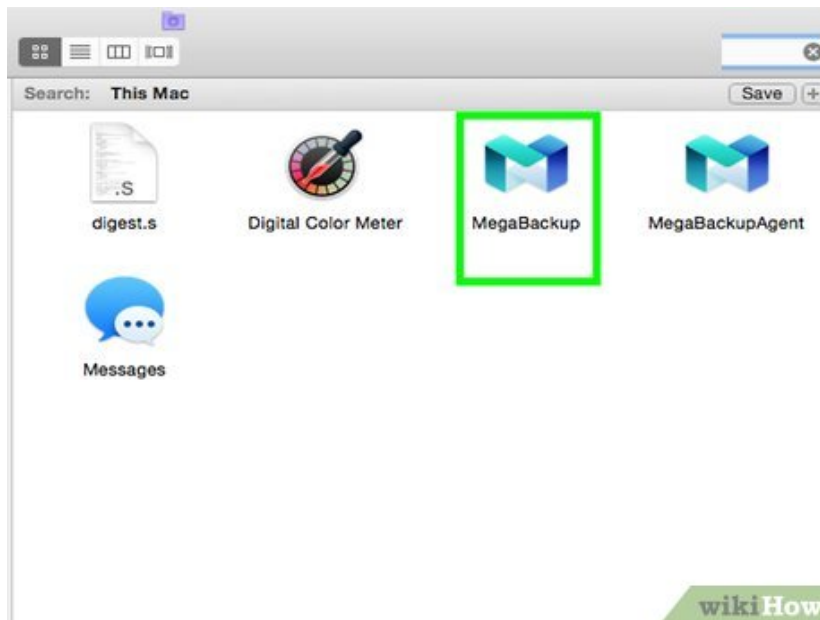 Search: This Mac Save
.S
digest.s Digital Color Meter MegaBackup MegaBackupAgent
Messages
wikiHow